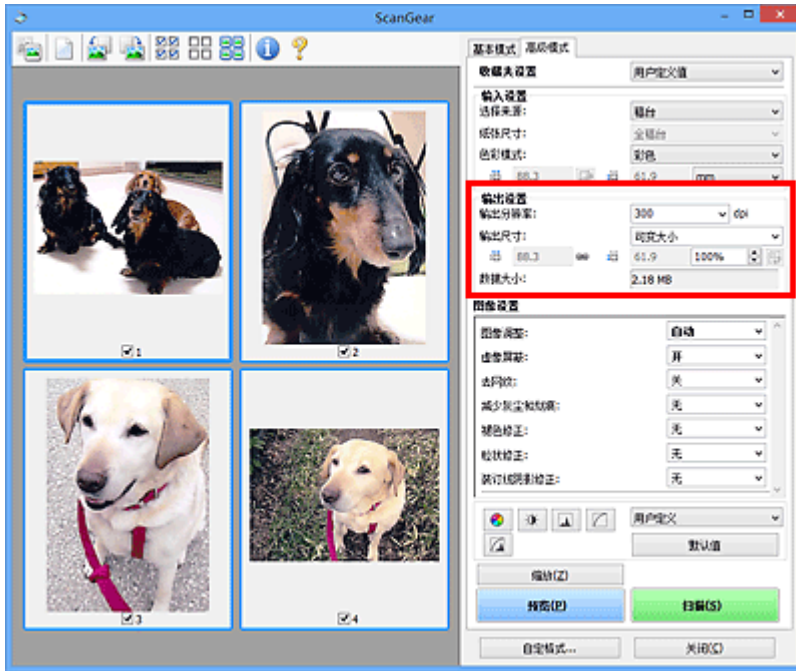 ScanGear
基本模式 高级模式
收藏夹设置 用户定义值
输入设置
选择来源: 稿台
纸张尺寸: 全稿台
色彩模式: 彩色
88.3 61.9 mm
输出设置
输出分辨率: 300 dpi
输出尺寸: 可变大小
88.3 61.9 100%
数据大小: 2.18 MB
图像设置
图像调整: 自动
虚像屏蔽: 开
去网纹: 关
减少灰尘和划痕: 无
褪色修正: 无
粒状修正: 无
装订线阴影修正: 无
用户定义
默认值
缩放(Z)
预览(P) 扫描(S)
自定模式... 关闭(C)
1
2
3
4